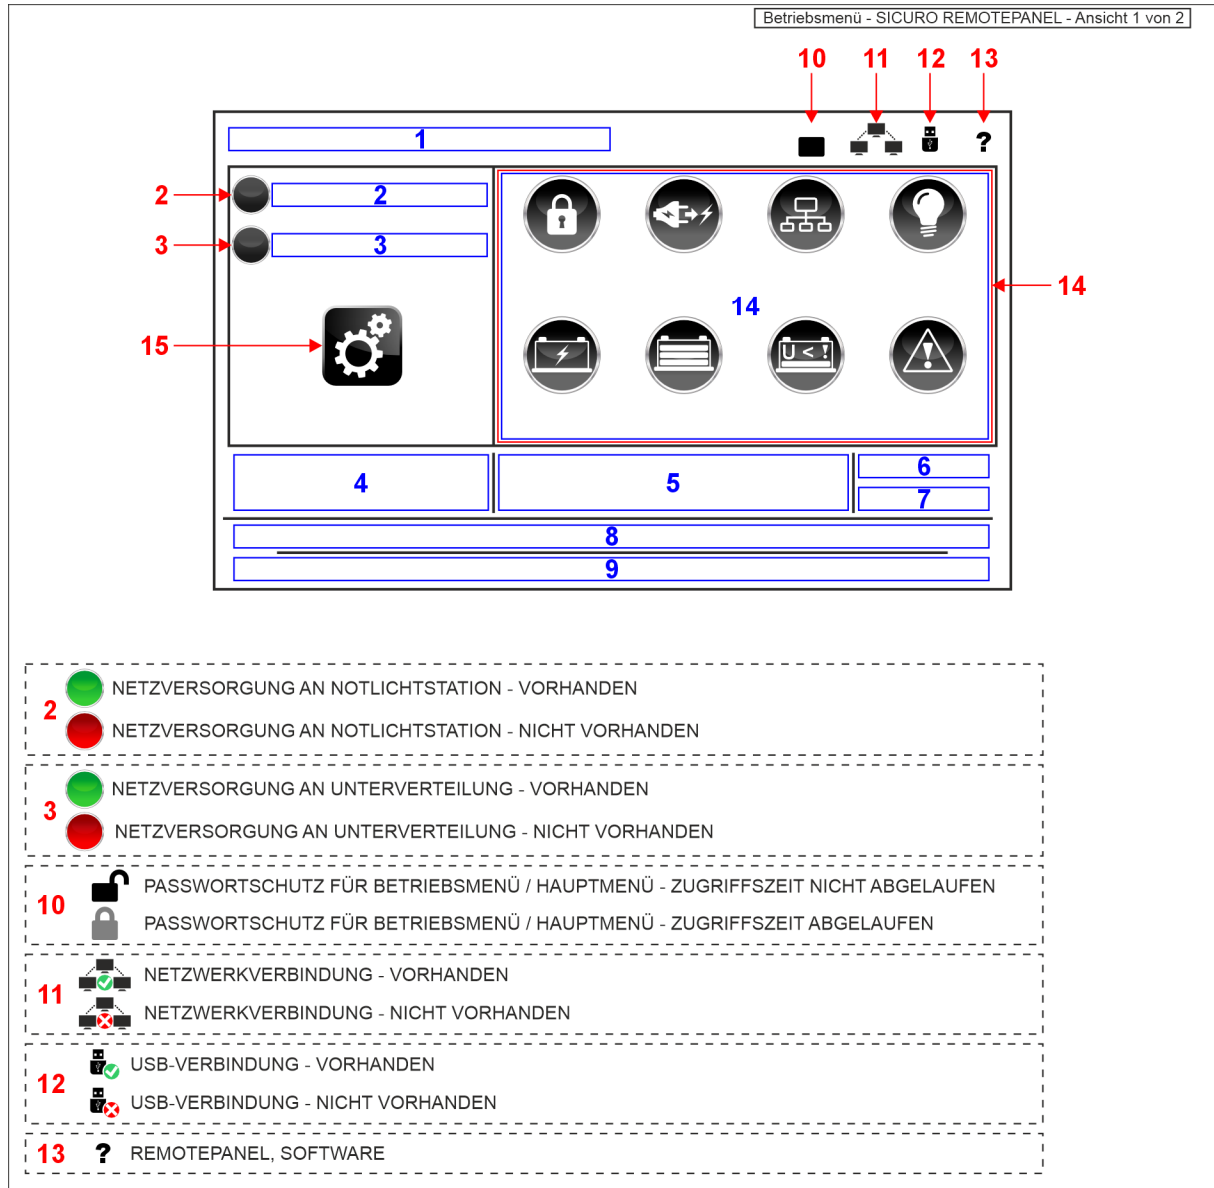 Betriebsmenü - SICURO REMOTEPANEL - Ansicht 1 von 2
10 11 12 13
1
?
2 2
3 3
14 14
15
U < !
4 5 6
7
8
9
2
NETZVERSORGUNG AN NOTLICHTSTATION - VORHANDEN
NETZVERSORGUNG AN NOTLICHTSTATION - NICHT VORHANDEN
3
NETZVERSORGUNG AN UNTERVERTEILUNG - VORHANDEN
NETZVERSORGUNG AN UNTERVERTEILUNG - NICHT VORHANDEN
10
PASSWORTSCHUTZ FÜR BETRIEBSMENÜ / HAUPTMENÜ - ZUGRIFFSZEIT NICHT ABGELAUFEN
PASSWORTSCHUTZ FÜR BETRIEBSMENÜ / HAUPTMENÜ - ZUGRIFFSZEIT ABGELAUFEN
11
NETZWERKVERBINDUNG - VORHANDEN
NETZWERKVERBINDUNG - NICHT VORHANDEN
12
USB-VERBINDUNG - VORHANDEN
USB-VERBINDUNG - NICHT VORHANDEN
13 ? REMOTEPANEL, SOFTWARE